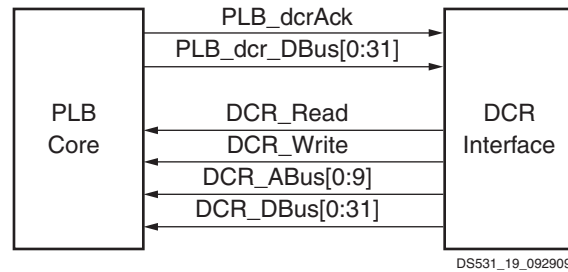 PLB_dcrAck
PLB_dcr_DBus[0:31]
PLB
Core
DCR_Read
DCR_Write
DCR_ABus[0:9]
DCR_DBus[0:31]
DCR
Interface
DS531_19_092909